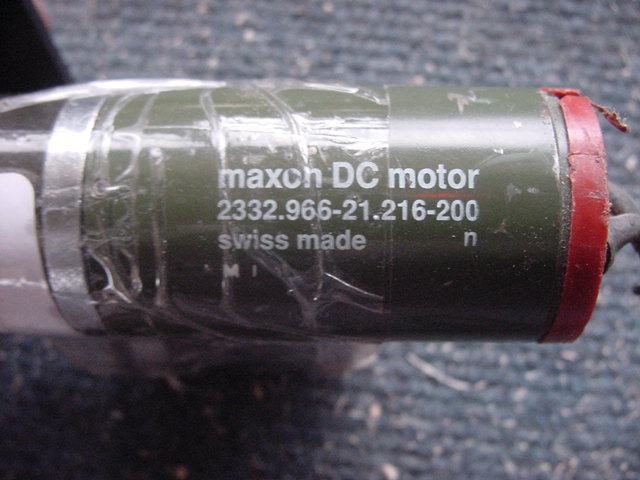 maxon DC motor
2332.966-21.216-200
swiss made n